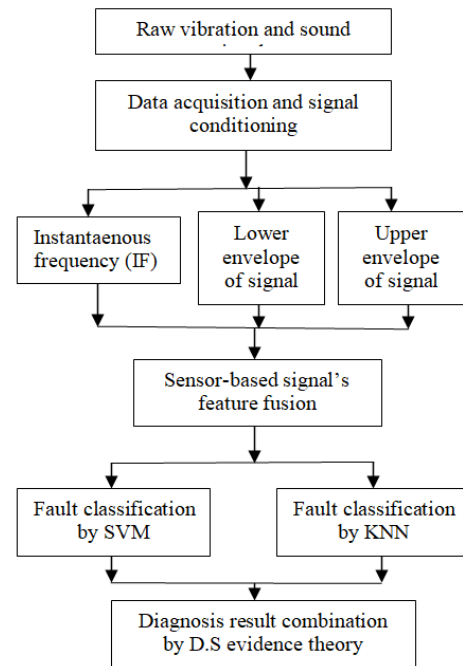 Raw vibration and sound
Data acquisition and signal
conditioning
Instantaenous
frequency (IF)
Lower
envelope
of signal
Upper
envelope
of signal
Sensor-based signal's
feature fusion
Fault classification
by SVM
Fault classification
by KNN
Diagnosis result combination
by D.S evidence theory